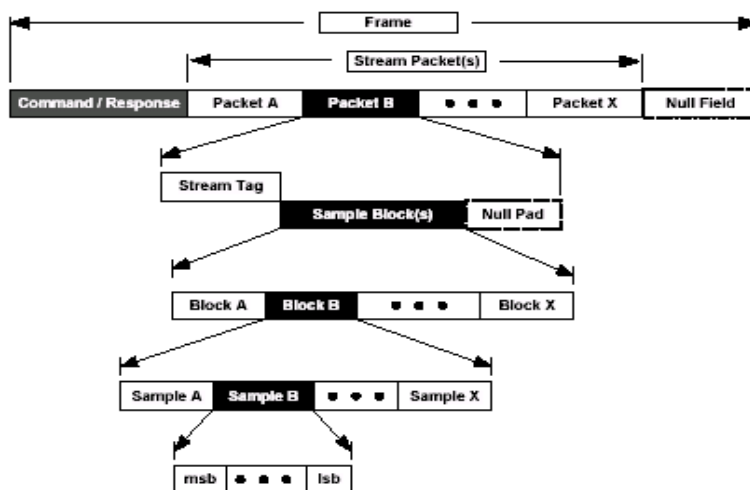 Frame
Stream Packet(s)
Command / Response Packet A Packet B • • • Packet X Null Field
Stream Tag
Sample Block(s) Null Pad
Block A Block B • • • Block X
Sample A Sample B • • • Sample X
msb • • • lsb